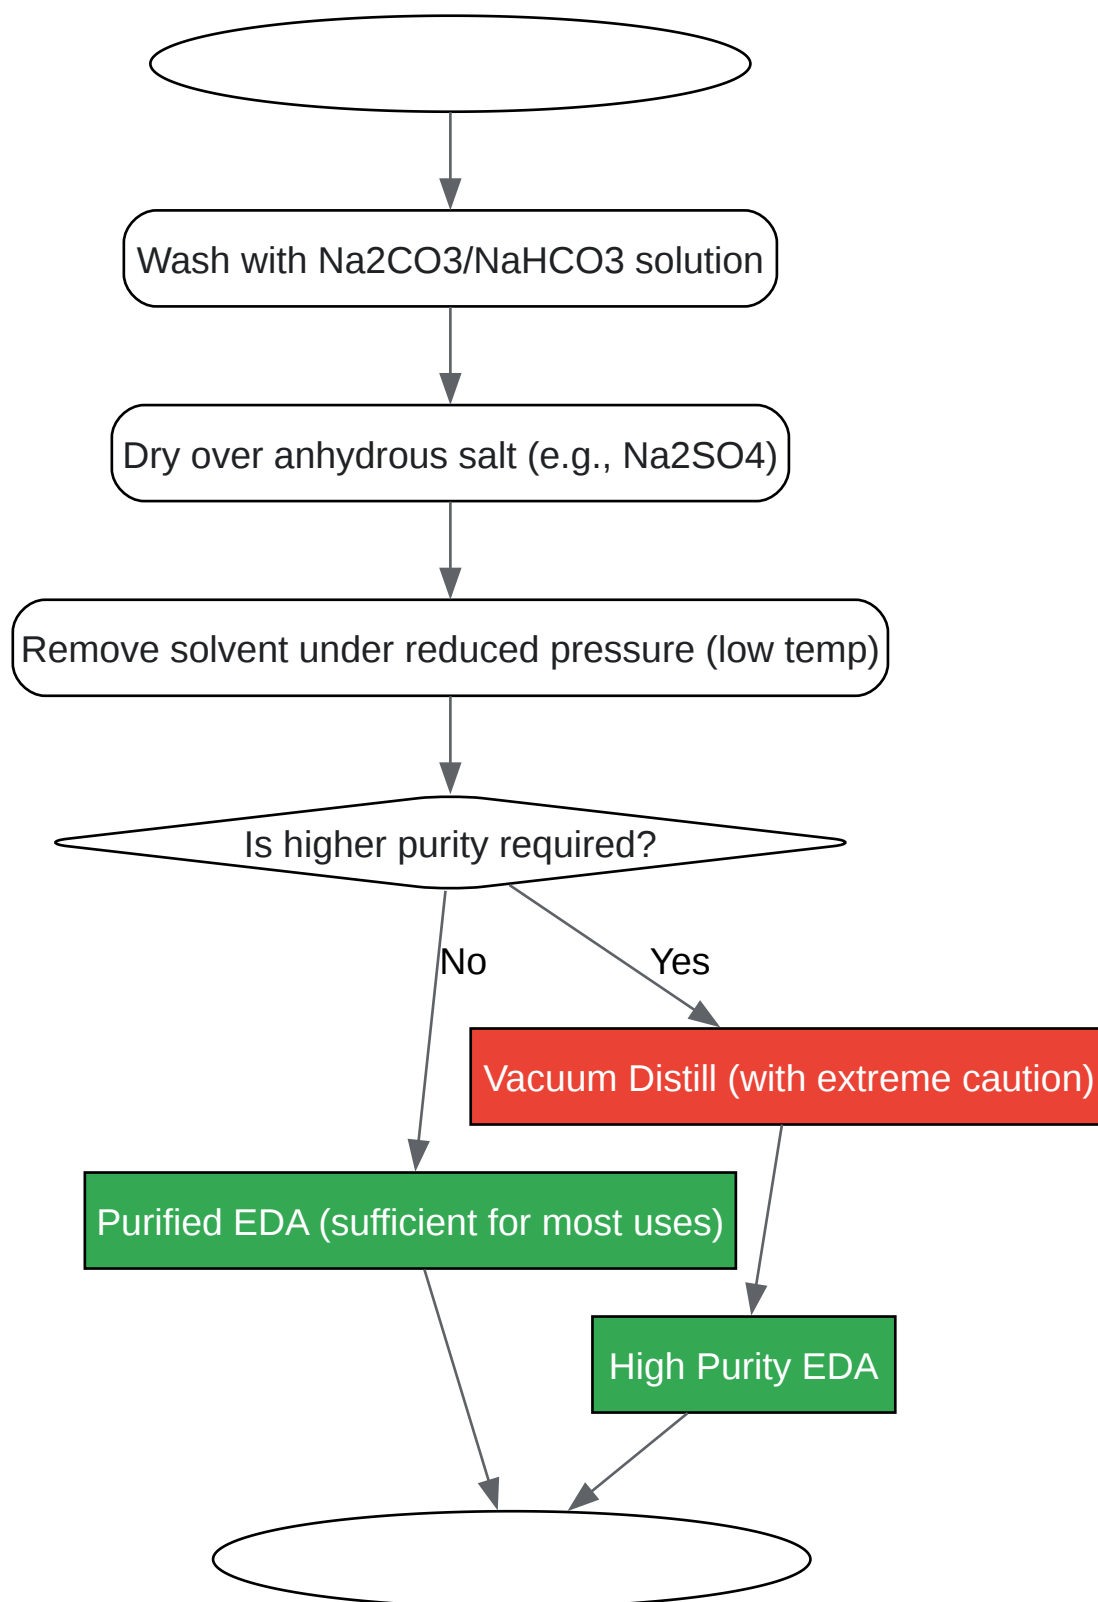 Wash with Na2CO3/NaHCO3 solution
Dry over anhydrous salt (e.g., Na2SO4)
Remove solvent under reduced pressure (low temp)
Is higher purity required?
No
Yes
Vacuum Distill (with extreme caution)
Purified EDA (sufficient for most uses)
High Purity EDA